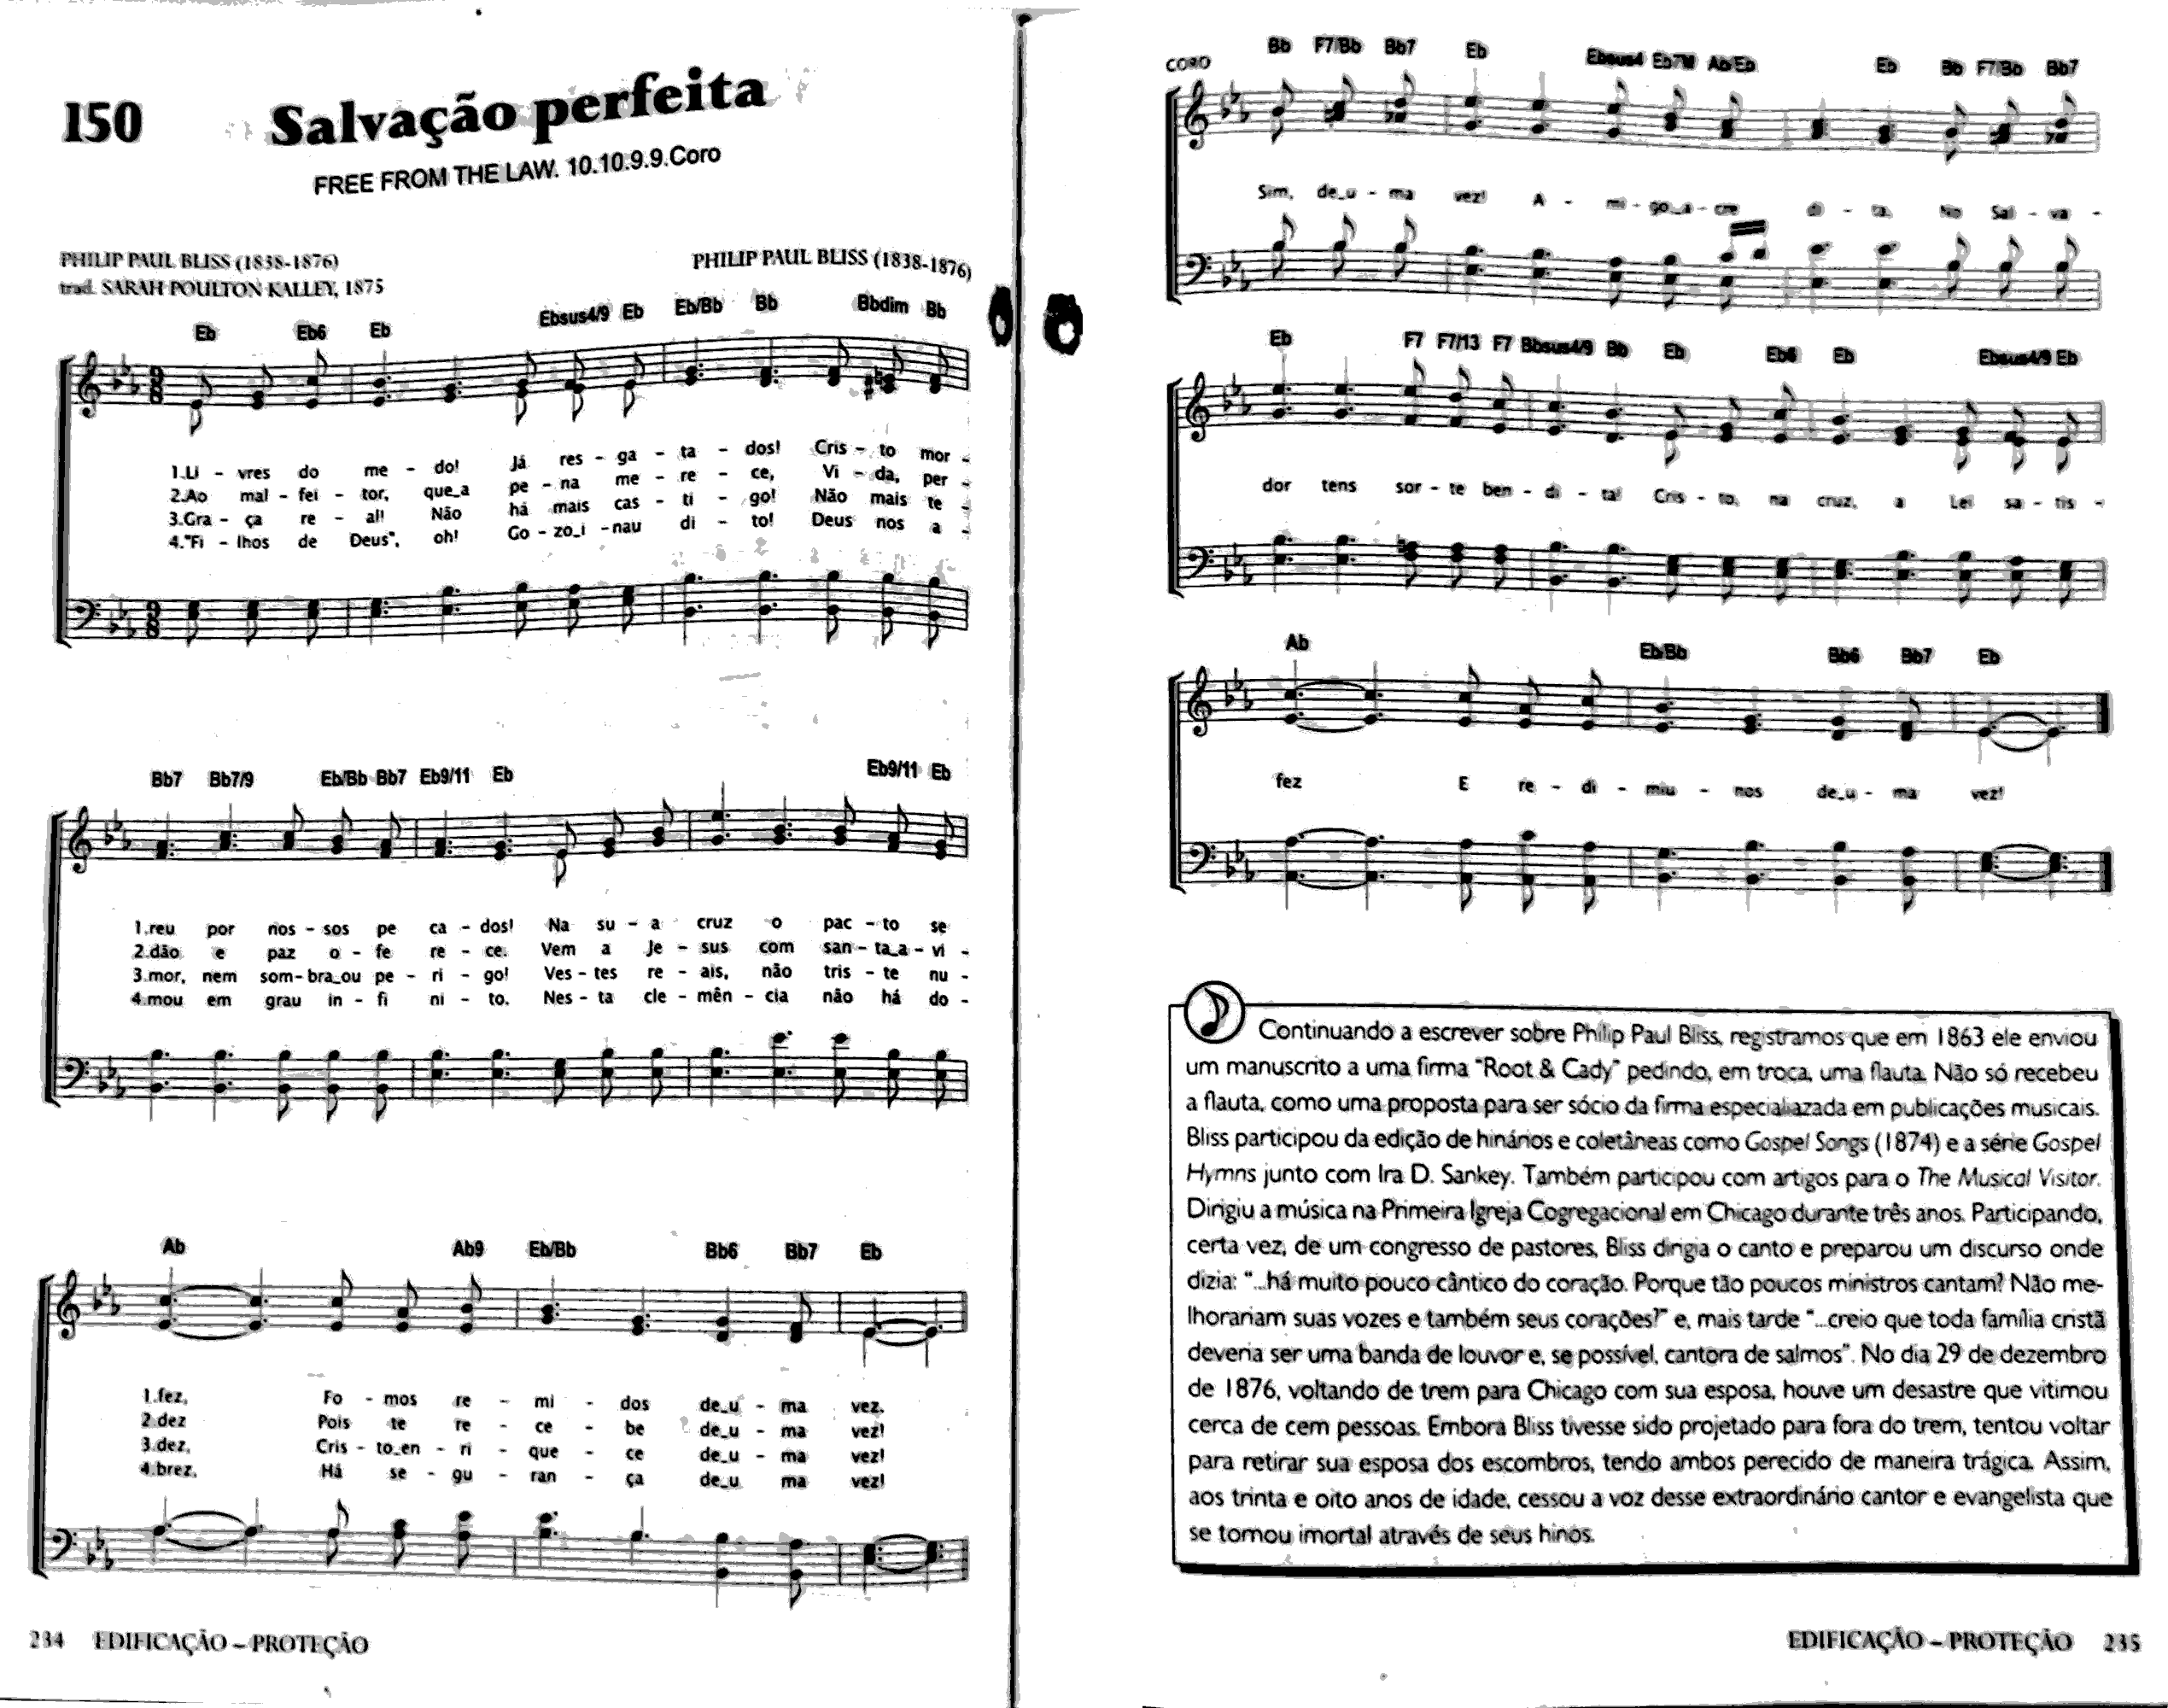 150
Salvação perfeita
FREE FROM THE LAW. 10.10.9.9.Coro
PHILIP PAUL BLISS (1838-1876)
trad. SARAH POULTON KALLEY, 1875
PHILIP PAUL BLISS (1838-1876)
Eb Eb6 Eb Ebsus4/9 Eb Eb/Bb Bb Bbdim Bb
1.Li - vres do me - do! Já res - ga - ta - dos! Cris - to mor -
2.Ao mal - fei - tor, que_a pe - na me - re - ce, Vi - da, per -
3.Gra - ça re - al! Não há mais cas - ti - go! Não mais te -
4."Fi - lhos de Deus", oh! Go - zo_i -nau di - to! Deus nos a -
Bb7 Bb7/9 Eb/Bb Bb7 Eb9/11 Eb Eb9/11 Eb
1.reu por nos - sos pe ca - dos! Na su - a cruz o pac - to se
2.dão e paz o - fe re - ce. Vem a Je - sus com san - ta_a - vi -
3.mor, nem som - bra_ou pe - ri - go! Ves - tes re - ais, não tris - te nu -
4.mou em grau in - fi ni - to. Nes - ta cle - mên - cia não há do -
Ab Ab9 Eb/Bb Bb6 Bb7 Eb
1.fez, Fo - mos re - mi - dos de_u - ma vez.
2.dez Pois te re - ce - be de_u - ma vez!
3.dez, Cris - to_en - ri - que - ce de_u - ma vez!
4.brez, Há se - gu - ran - ça de_u ma vez!
234 EDIFICAÇÃO – PROTEÇÃO
CORO
Bb F7/Bb Bb7 Eb Ebsus4 Eb7M Ab/Eb Eb Bb F7/Bb Bb7
Sim, de_u - ma vez! A - mi - go_a - cre di - ta. No Sal - va -
Eb F7 F7/13 F7 Bbsus4/9 Bb Eb Eb6 Eb Ebsus4/9 Eb
dor tens sor - te ben - di - ta! Cris - to, na cruz, a Lei sa - tis -
Ab Eb/Bb Bb6 Bb7 Eb
fez E re - di - miu - nos de_u - ma vez!
Continuando a escrever sobre Philip Paul Bliss, registramos que em 1863 ele enviou
um manuscrito a uma firma "Root & Cady" pedindo, em troca, uma flauta. Não só recebeu
a flauta, como uma proposta para ser sócio da firma especialiazada em publicações musicais.
Bliss participou da edição de hinários e coletâneas como Gospel Songs (1874) e a série Gospel
Hymns junto com Ira D. Sankey. Também participou com artigos para o The Musical Visitor.
Dirigiu a música na Primeira Igreja Cogregacional em Chicago durante três anos. Participando,
certa vez, de um congresso de pastores, Bliss dirigia o canto e preparou um discurso onde
dizia: "...há muito pouco cântico do coração. Porque tão poucos ministros cantam? Não me-
lhorariam suas vozes e também seus corações?" e, mais tarde "...creio que toda família cristã
deveria ser uma banda de louvor e, se possível, cantora de salmos". No dia 29 de dezembro
de 1876, voltando de trem para Chicago com sua esposa, houve um desastre que vitimou
cerca de cem pessoas. Embora Bliss tivesse sido projetado para fora do trem, tentou voltar
para retirar sua esposa dos escombros, tendo ambos perecido de maneira trágica. Assim,
aos trinta e oito anos de idade, cessou a voz desse extraordinário cantor e evangelista que
se tornou imortal através de seus hinos.
EDIFICAÇÃO – PROTEÇÃO 235